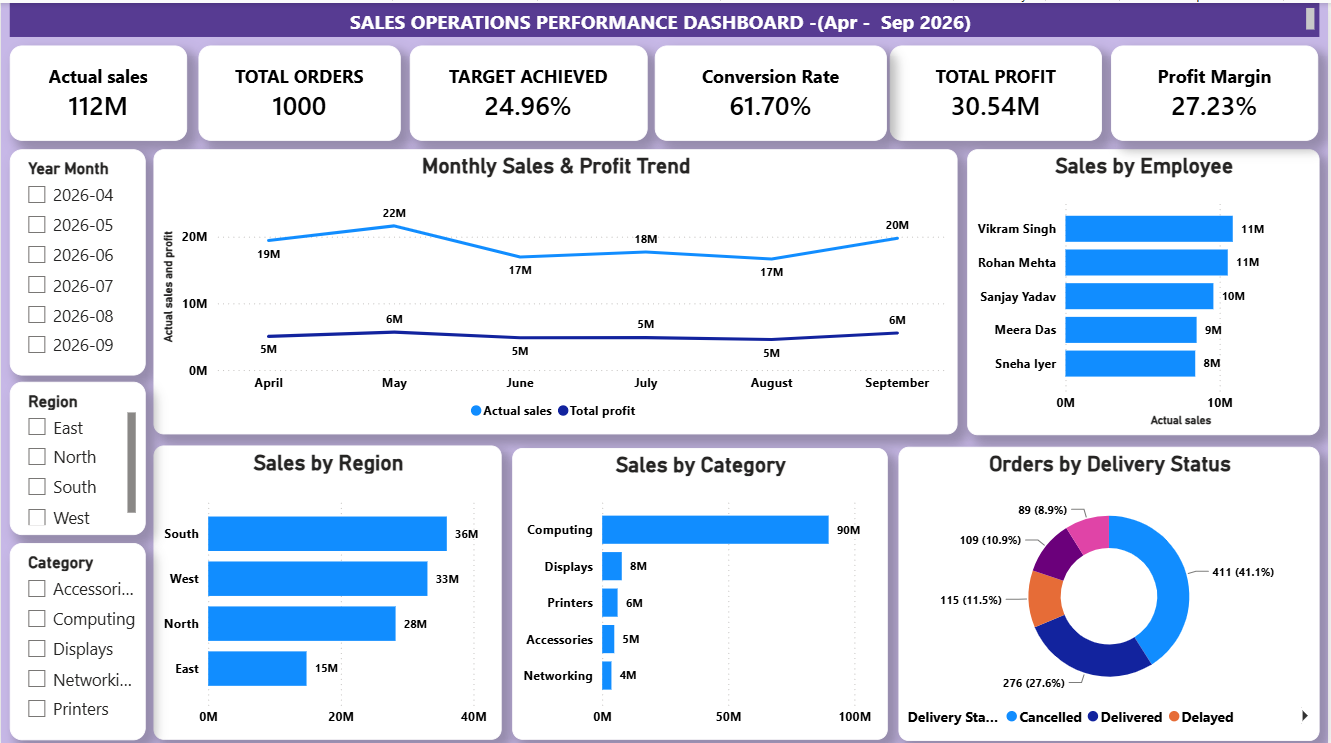 SALES OPERATIONS PERFORMANCE DASHBOARD -(Apr - Sep 2026)
Actual sales
112M
TOTAL ORDERS
1000
TARGET ACHIEVED
24.96%
Conversion Rate
61.70%
TOTAL PROFIT
30.54M
Profit Margin
27.23%
Year Month
2026-04
2026-05
2026-06
2026-07
2026-08
2026-09
Region
East
North
South
West
Category
Accessori...
Computing
Displays
Networki...
Printers
Monthly Sales & Profit Trend
Actual sales and profit
20M
10M
0M
19M
22M
17M
18M
17M
20M
5M
6M
5M
5M
5M
6M
April
May
June
July
August
September
Actual sales
Total profit
Sales by Employee
Vikram Singh 11M
Rohan Mehta 11M
Sanjay Yadav 10M
Meera Das 9M
Sneha Iyer 8M
0M 10M
Actual sales
Sales by Region
South 36M
West 33M
North 28M
East 15M
0M 20M 40M
Sales by Category
Computing 90M
Displays 8M
Printers 6M
Accessories 5M
Networking 4M
0M 50M 100M
Orders by Delivery Status
89 (8.9%)
109 (10.9%)
411 (41.1%)
115 (11.5%)
276 (27.6%)
Delivery Sta... Cancelled Delivered Delayed